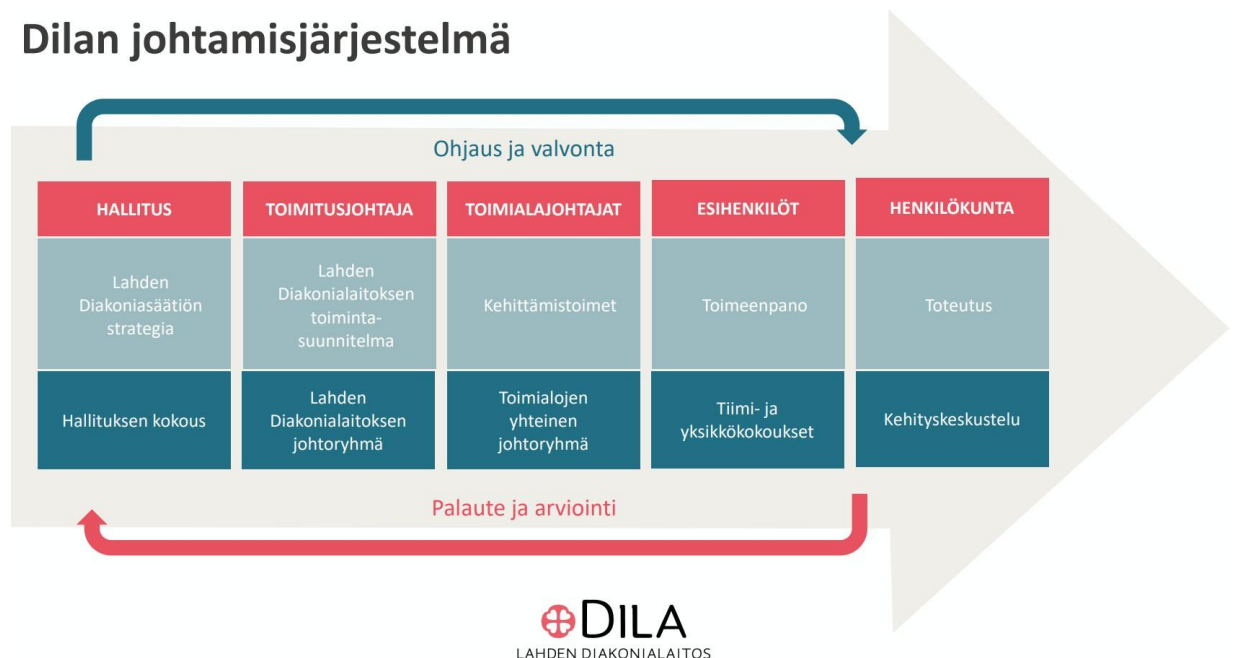 Dilan johtamisjärjestelmä
Ohjaus ja valvonta
HALLITUS
TOIMITUSJOHTAJA
TOIMIALAJOHTAJAT
ESIHENKILÖT
HENKILÖKUNTA
Lahden
Diakoniasäätiön
strategia
Lahden
Diakonialaitoksen
toiminta-
suunnitelma
Kehittämistoimet
Toimeenpano
Toteutus
Hallituksen kokous
Lahden
Diakonialaitoksen
johtoryhmä
Toimialojen
yhteinen
johtoryhmä
Tiimi- ja
yksikkökokoukset
Kehityskeskustelu
Palaute ja arviointi
DILA
LAHDEN DIAKONIALAITOS